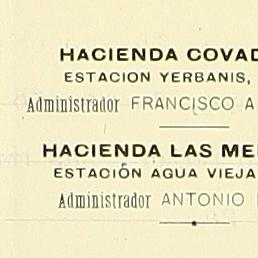 HACIENDA COVAD
ESTACION YERBANIS,
Administrador FRANCISCO A
HACIENDA LAS ME
ESTACIÓN AGUA VIEJA
Administrador ANTONIO